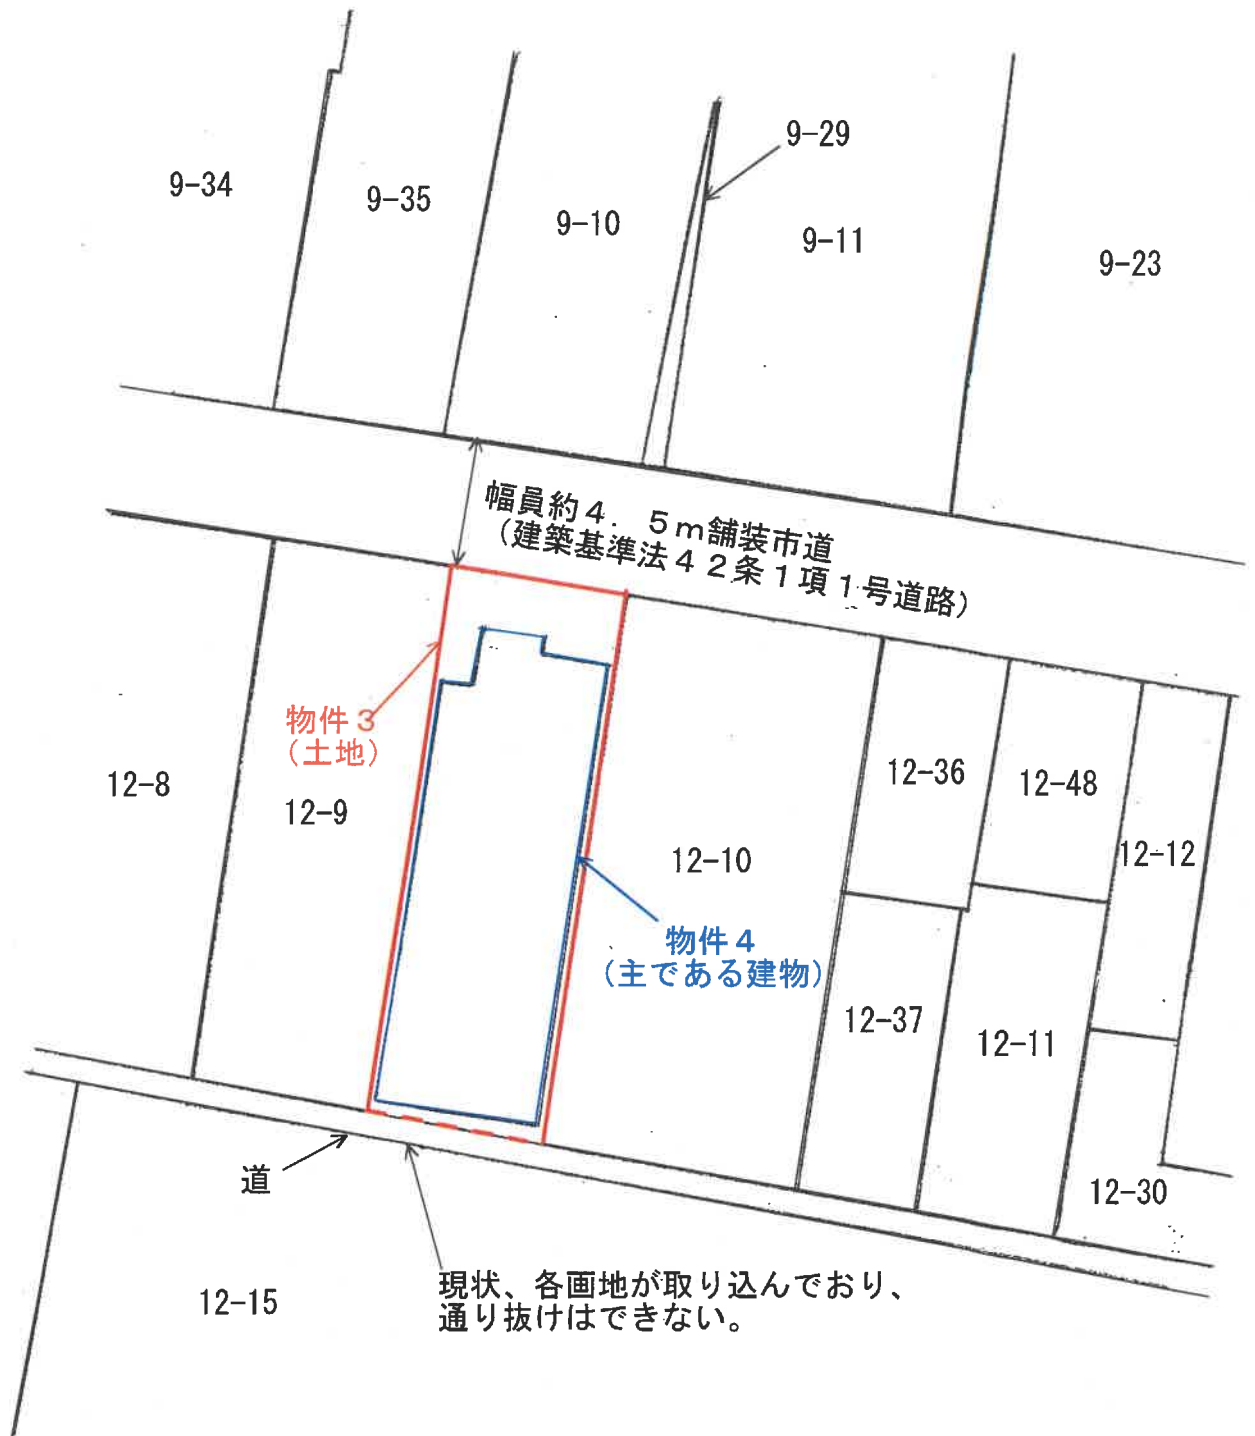 9-34
9-35
9-10
9-29
9-11
9-23
幅員約4.5m舗装市道
(建築基準法42条1項1号道路)
物件3
(土地)
12-8
12-9
12-10
12-36
12-48
12-12
物件4
(主である建物)
12-37
12-11
12-30
道
12-15
現状、各画地が取り込んでおり、
通り抜けはできない。